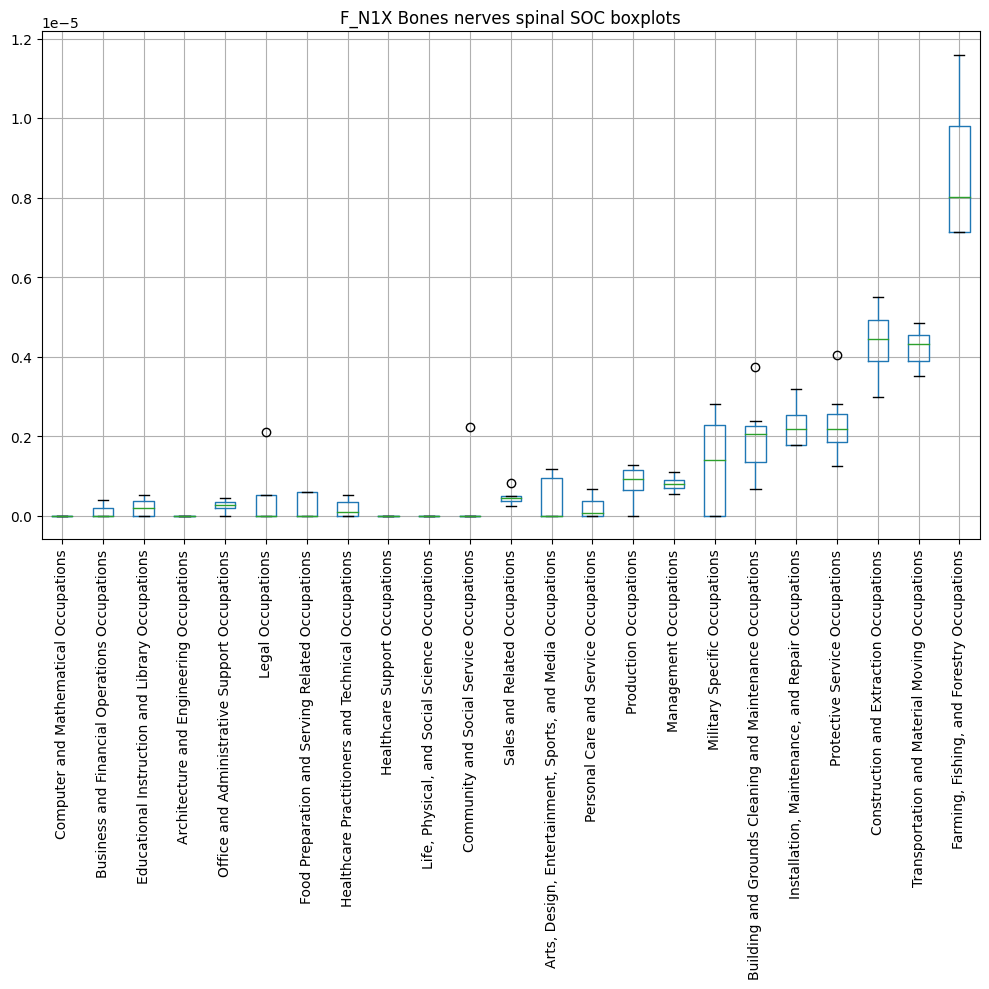 F_N1X Bones nerves spinal SOC boxplots
1e−5
1.2
1.0
0.8
0.6
0.4
0.2
0.0
Computer and Mathematical Occupations
Business and Financial Operations Occupations
Educational Instruction and Library Occupations
Architecture and Engineering Occupations
Office and Administrative Support Occupations
Legal Occupations
Food Preparation and Serving Related Occupations
Healthcare Practitioners and Technical Occupations
Healthcare Support Occupations
Life, Physical, and Social Science Occupations
Community and Social Service Occupations
Sales and Related Occupations
Arts, Design, Entertainment, Sports, and Media Occupations
Personal Care and Service Occupations
Production Occupations
Management Occupations
Military Specific Occupations
Building and Grounds Cleaning and Maintenance Occupations
Installation, Maintenance, and Repair Occupations
Protective Service Occupations
Construction and Extraction Occupations
Transportation and Material Moving Occupations
Farming, Fishing, and Forestry Occupations